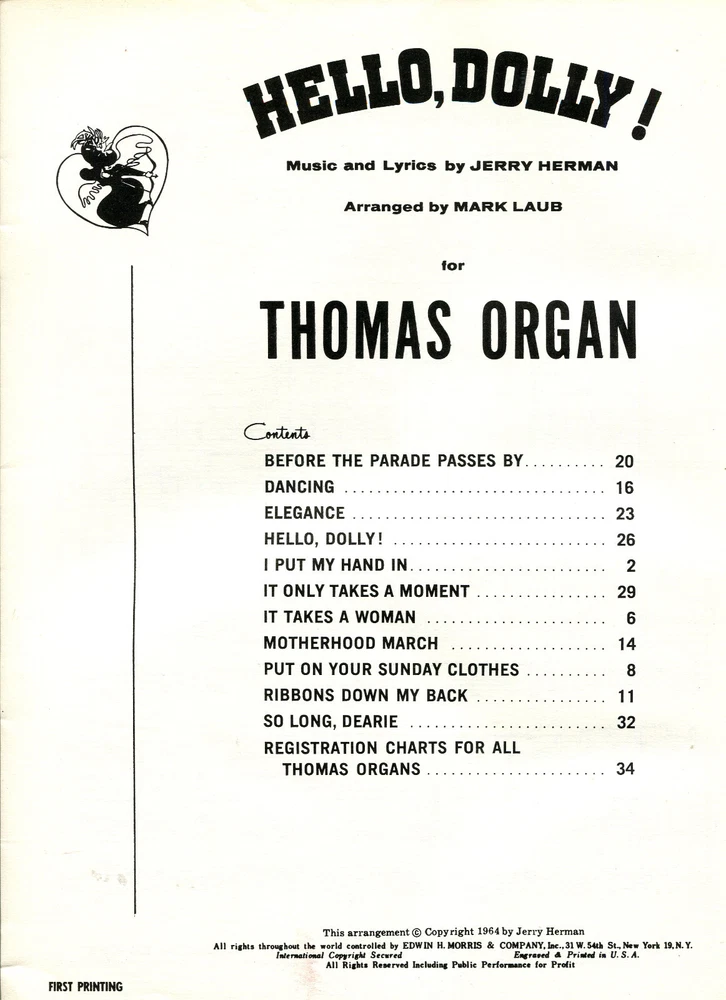 HELLO, DOLLY!
Music and Lyrics by JERRY HERMAN
Arranged by MARK LAUB
for
THOMAS ORGAN
Contents
BEFORE THE PARADE PASSES BY.......... 20
DANCING ................................ 16
ELEGANCE ............................... 23
HELLO, DOLLY! .......................... 26
I PUT MY HAND IN........................ 2
IT ONLY TAKES A MOMENT ................ 29
IT TAKES A WOMAN ...................... 6
MOTHERHOOD MARCH ................... 14
PUT ON YOUR SUNDAY CLOTHES .......... 8
RIBBONS DOWN MY BACK ................ 11
SO LONG, DEARIE ........................ 32
REGISTRATION CHARTS FOR ALL
THOMAS ORGANS ...................... 34
This arrangement © Copyright 1964 by Jerry Herman
All rights throughout the world controlled by EDWIN H. MORRIS & COMPANY, Inc., 31 W. 54th St., New York 19, N. Y.
International Copyright Secured Engraved & Printed in U. S. A.
All Rights Reserved Including Public Performance for Profit
FIRST PRINTING